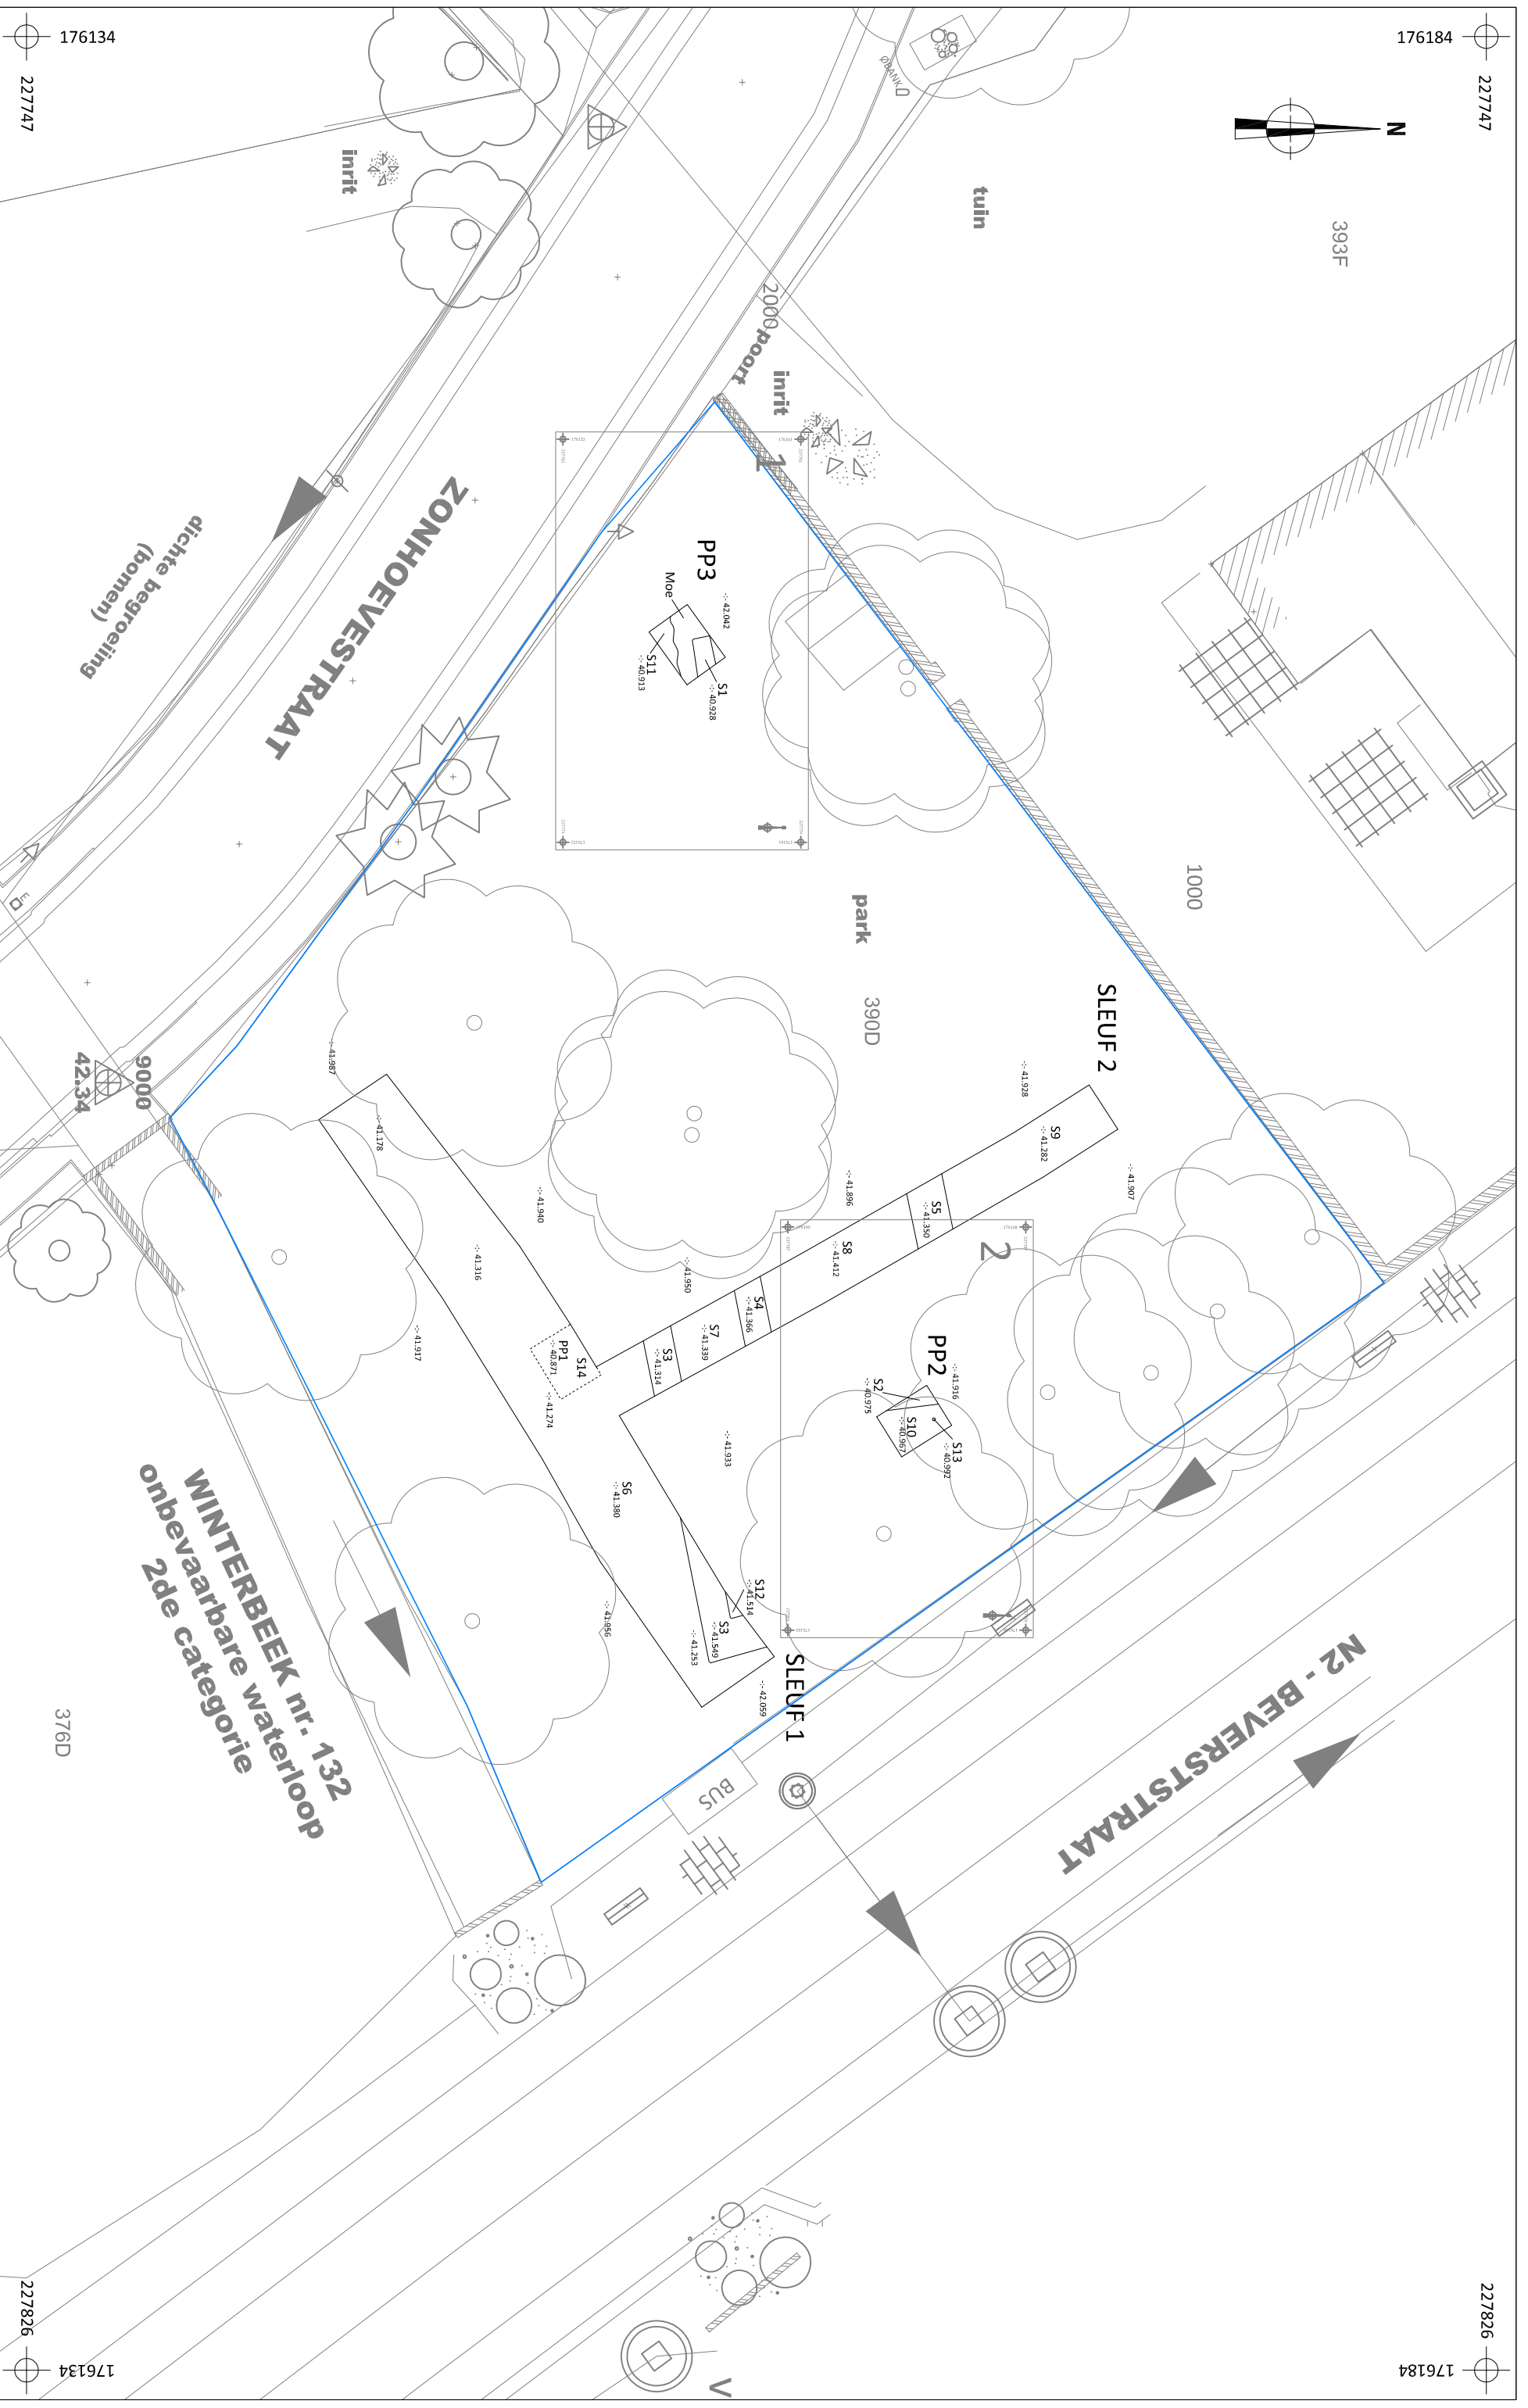 176134
227747
176184
227747
N
393F
ØBANK
tuin
inrit
2000
poort
inrit
1
ZONHOEVESTRAAT
dichte begroeiing
(bomen)
PP3
Moe
42.042
S11
40.913
S1
40.928
park
390D
1000
SLEUF 2
E
9000
42.34
41.987
41.178
41.940
41.316
41.917
41.928
S9
41.282
41.907
41.896
S5
41.350
S8
41.412
41.950
S4
41.366
S7
41.339
S3
41.314
S14
PP1
40.871
41.274
2
PP2
41.916
S2
40.975
S10
40.967
S13
40.992
41.933
S6
41.380
S12
41.514
S3
41.549
41.253
41.956
42.059
SLEUF 1
BUS
N2 - BEVERSTSTRAAT
WINTERBEEK nr. 132
onbevaarbare waterloop
2de categorie
376D
V
227826
176134
227826
176184